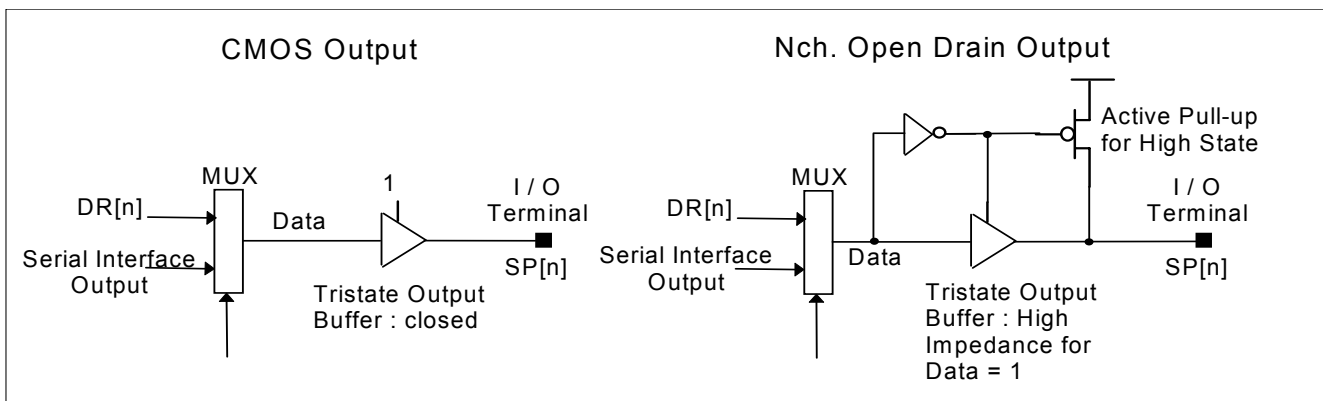 CMOS Output
MUX
DR[n]
Serial Interface
Output
Data
1
I / O
Terminal
SP[n]
Tristate Output
Buffer : closed
Nch. Open Drain Output
Active Pull-up
for High State
MUX
DR[n]
Serial Interface
Output
Data
I / O
Terminal
SP[n]
Tristate Output
Buffer : High
Impedance for
Data = 1